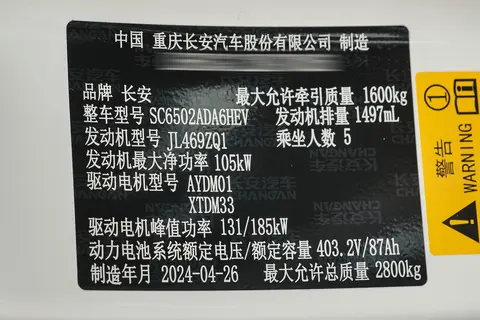 中国 重庆长安汽车股份有限公司 制造
品牌 长安 最大允许牵引质量 1600kg
整车型号 SC6502ADA6HEV 发动机排量 1497mL
发动机型号 JL469ZQ1 乘坐人数 5
发动机最大净功率 105kW
驱动电机型号 AYDM01
XTDM33
驱动电机峰值功率 131/185kW
动力电池系统额定电压/额定容量 403.2V/87Ah
制造年月 2024-04-26 最大允许总质量 2800kg
警告 WARNING